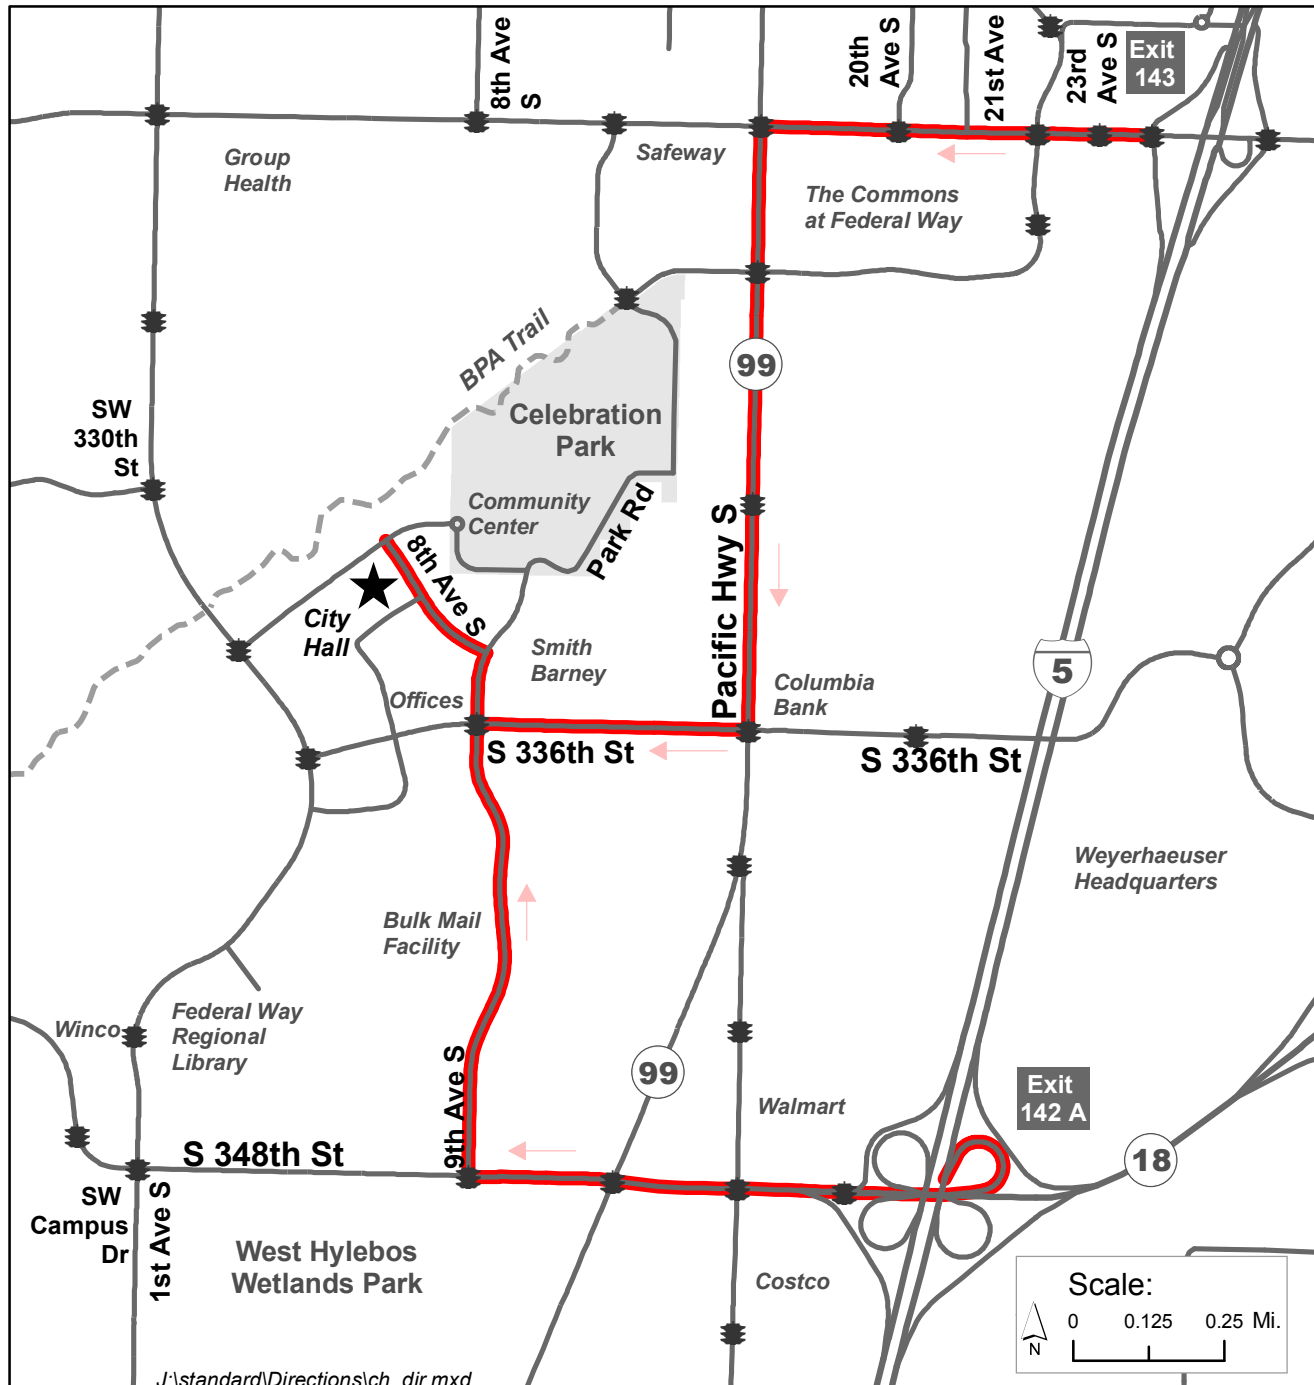 8th Ave
S
20th
Ave S
21st Ave
23rd
Ave S
Exit
143
Group
Health
Safeway
The Commons
at Federal Way
BPA Trail
99
SW
330th
St
Celebration
Park
Community
Center
Park Rd
Pacific Hwy S
8th Ave S
City
Hall
Smith
Barney
5
Offices
Columbia
Bank
S 336th St
S 336th St
Weyerhaeuser
Headquarters
Bulk Mail
Facility
Winco
Federal Way
Regional
Library
9th Ave S
99
Walmart
Exit
142 A
18
S 348th St
SW
Campus
Dr
1st Ave S
West Hylebos
Wetlands Park
Costco
Scale:
0 0.125 0.25 Mi.
N
J:\standard\Directions\ch_dir.mxd